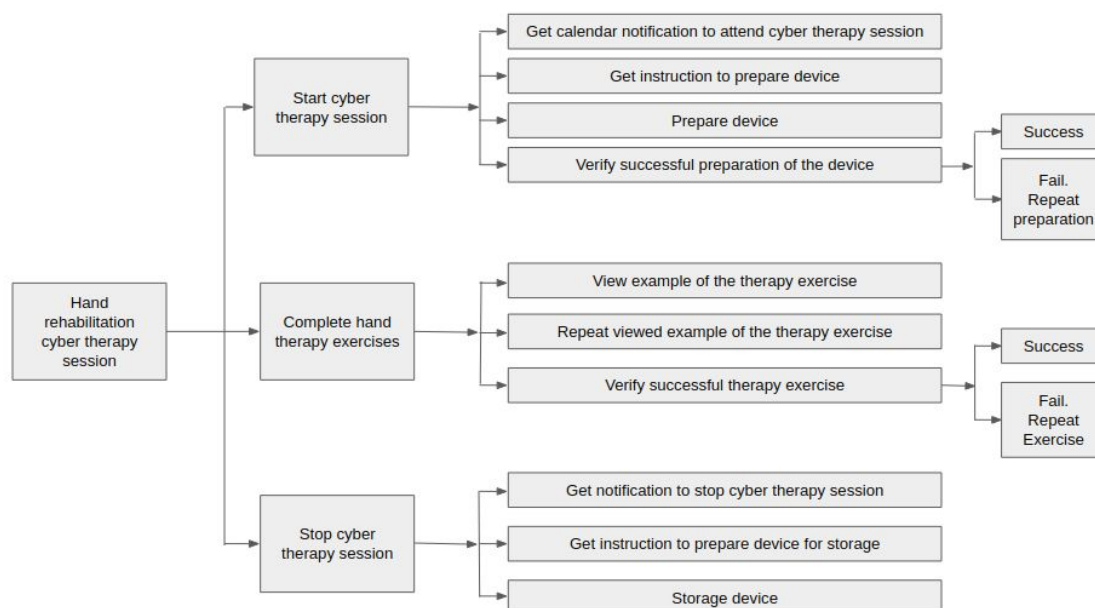 Get calendar notification to attend cyber therapy session
Start cyber
therapy session
Get instruction to prepare device
Prepare device
Verify successful preparation of the device
Success
Fail.
Repeat
preparation
Hand
rehabilitation
cyber therapy
session
Complete hand
therapy exercises
View example of the therapy exercise
Repeat viewed example of the therapy exercise
Verify successful therapy exercise
Success
Fail.
Repeat
Exercise
Stop cyber
therapy session
Get notification to stop cyber therapy session
Get instruction to prepare device for storage
Storage device